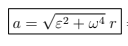 a = √(ε² + ω⁴) r =